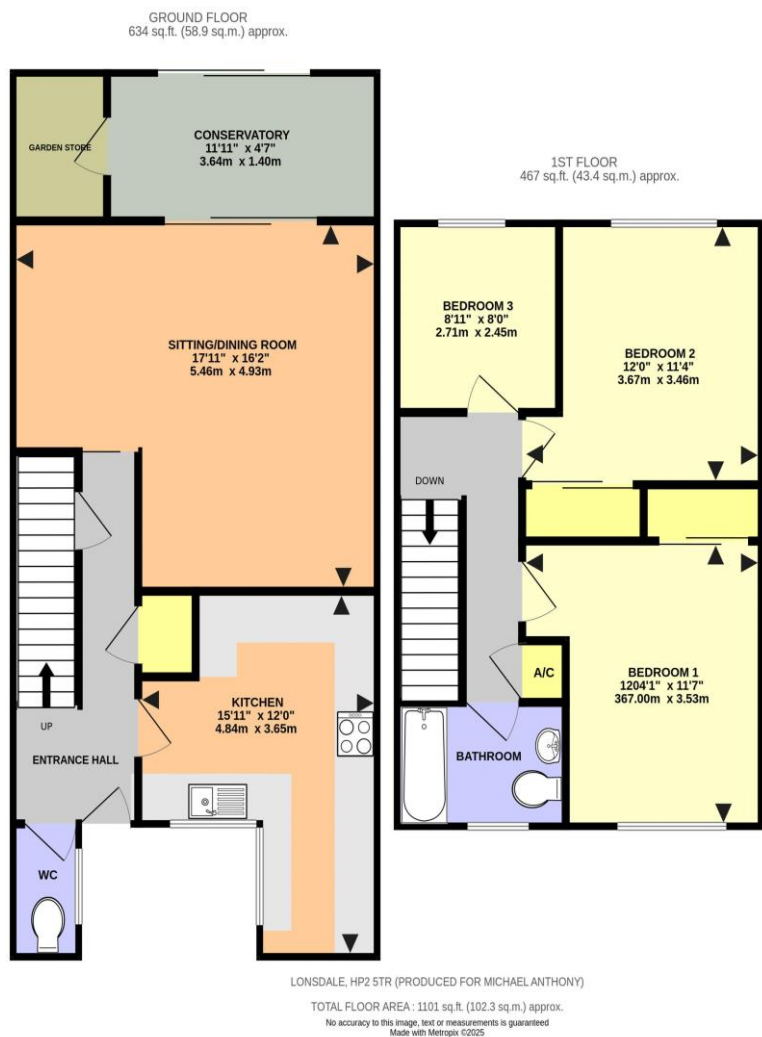 GROUND FLOOR
634 sq.ft. (58.9 sq.m.) approx.
GARDEN STORE
CONSERVATORY
11'11" x 4'7"
3.64m x 1.40m
SITTING/DINING ROOM
17'11" x 16'2"
5.46m x 4.93m
KITCHEN
15'11" x 12'0"
4.84m x 3.65m
UP
ENTRANCE HALL
WC
1ST FLOOR
467 sq.ft. (43.4 sq.m.) approx.
BEDROOM 3
8'11" x 8'0"
2.71m x 2.45m
BEDROOM 2
12'0" x 11'4"
3.67m x 3.46m
DOWN
A/C
BEDROOM 1
1204'1" x 11'7"
367.00m x 3.53m
BATHROOM
LONSDALE, HP2 5TR (PRODUCED FOR MICHAEL ANTHONY)
TOTAL FLOOR AREA : 1101 sq.ft. (102.3 sq.m.) approx.
No accuracy to this image, text or measurements is guaranteed
Made with Metropix ©2025